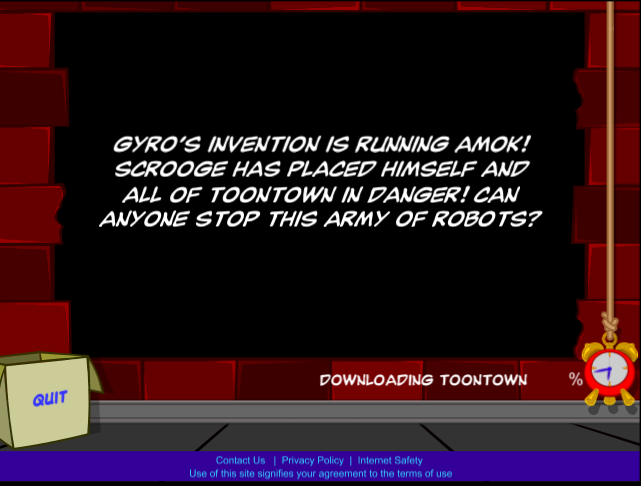 GYRO'S INVENTION IS RUNNING AMOK!
SCROOGE HAS PLACED HIMSELF AND
ALL OF TOONTOWN IN DANGER! CAN
ANYONE STOP THIS ARMY OF ROBOTS?
DOWNLOADING TOONTOWN %
QUIT
Contact Us | Privacy Policy | Internet Safety
Use of this site signifies your agreement to the terms of use